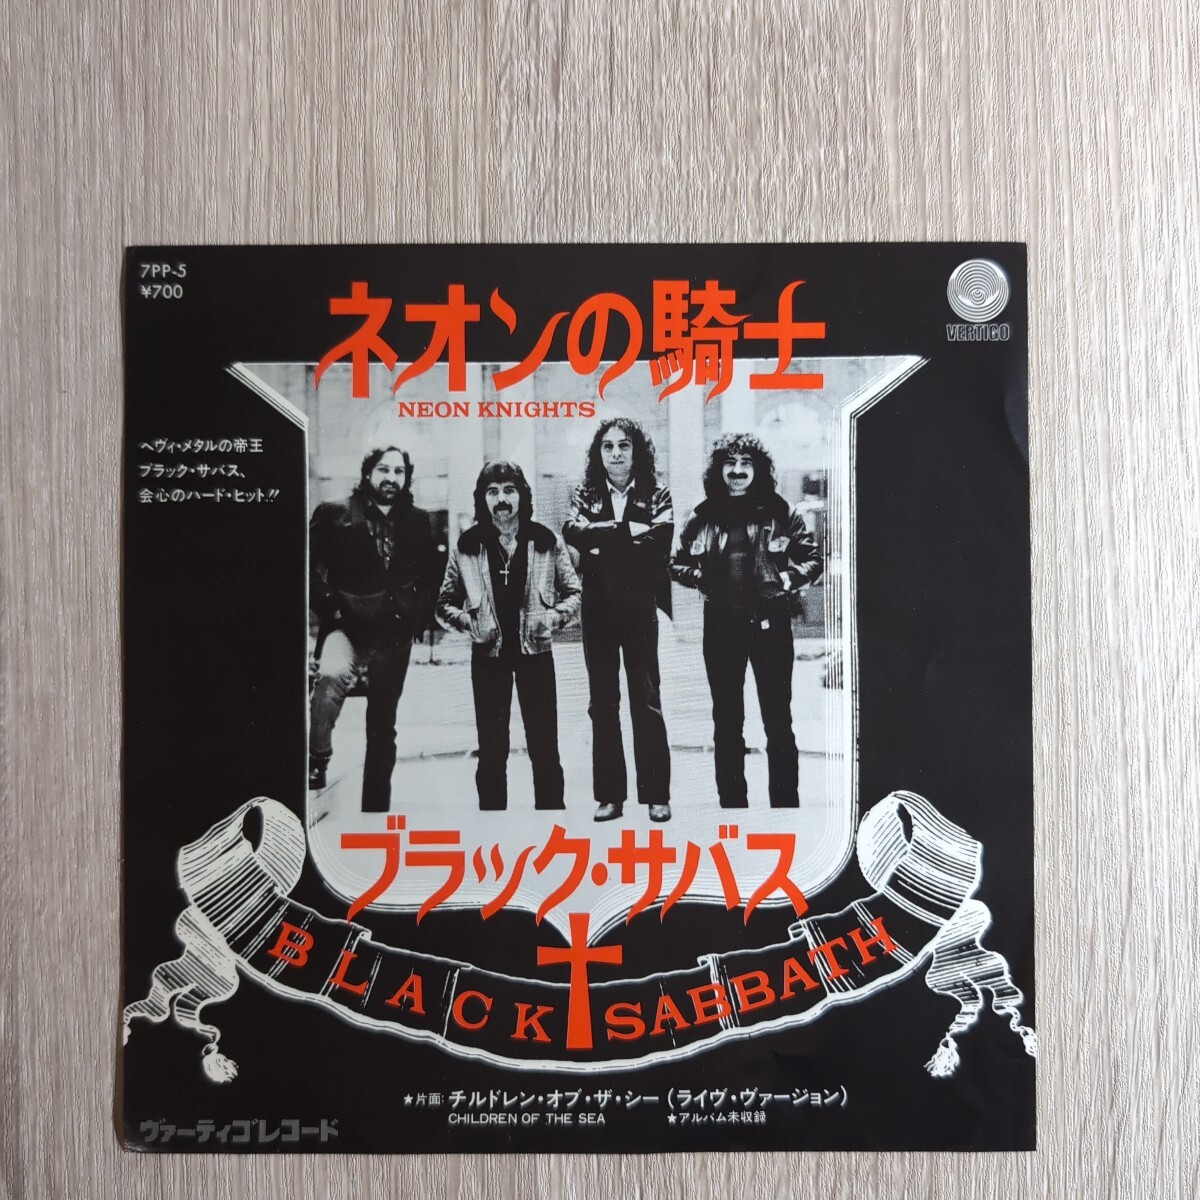 7PP-5
¥700
VERTIGO
ネオンの騎士
NEON KNIGHTS
ヘヴィ・メタルの帝王
ブラック・サバス、
会心のハード・ヒット!!
ブラック・サバス
BLACK SABBATH
★片面:チルドレン・オブ・ザ・シー(ライヴ・ヴァージョン)
CHILDREN OF THE SEA ★アルバム未収録
ヴァーティゴレコード